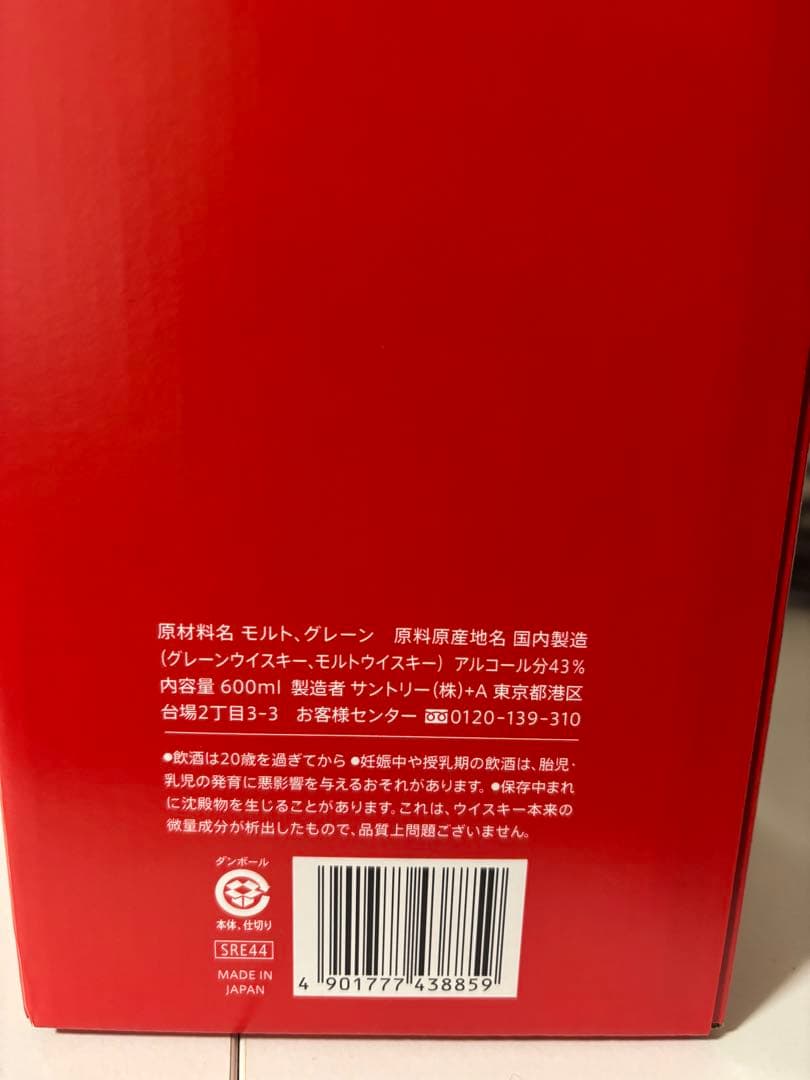 原材料名 モルト、グレーン　原料原産地名 国内製造
(グレーンウイスキー、モルトウイスキー)　アルコール分43%
内容量 600ml 製造者 サントリー(株)+A 東京都港区
台場2丁目3-3　お客様センター 0120-139-310
●飲酒は20歳を過ぎてから ●妊娠中や授乳期の飲酒は、胎児・
乳児の発育に悪影響を与えるおそれがあります。●保存中まれ
に沈殿物を生じることがあります。これは、ウイスキー本来の
微量成分が析出したもので、品質上問題ございません。
ダンボール
本体、仕切り
SRE44
MADE IN
JAPAN
4 901777 438859